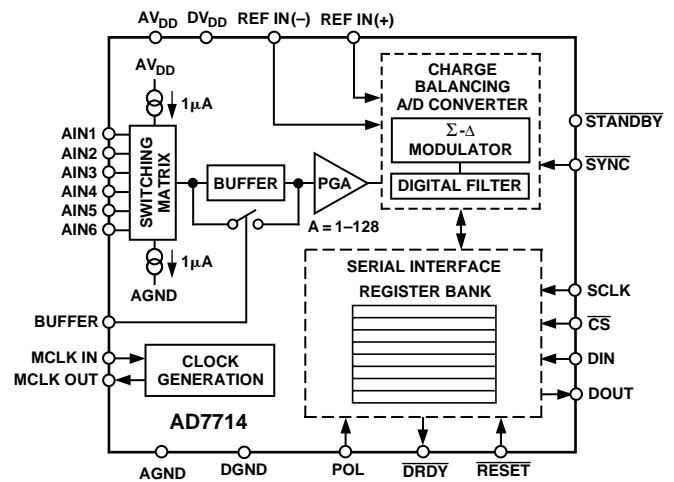 AVDD DVDD REF IN(–) REF IN(+)
AVDD
1µA
AIN1
AIN2
AIN3
AIN4
AIN5
AIN6
SWITCHING
MATRIX
BUFFER
PGA
A = 1–128
CHARGE
BALANCING
A/D CONVERTER
Σ-Δ
MODULATOR
DIGITAL FILTER
STANDBY
SYNC
1µA
AGND
BUFFER
SERIAL INTERFACE
REGISTER BANK
SCLK
CS
DIN
DOUT
MCLK IN
MCLK OUT
CLOCK
GENERATION
AD7714
AGND DGND POL DRDY RESET